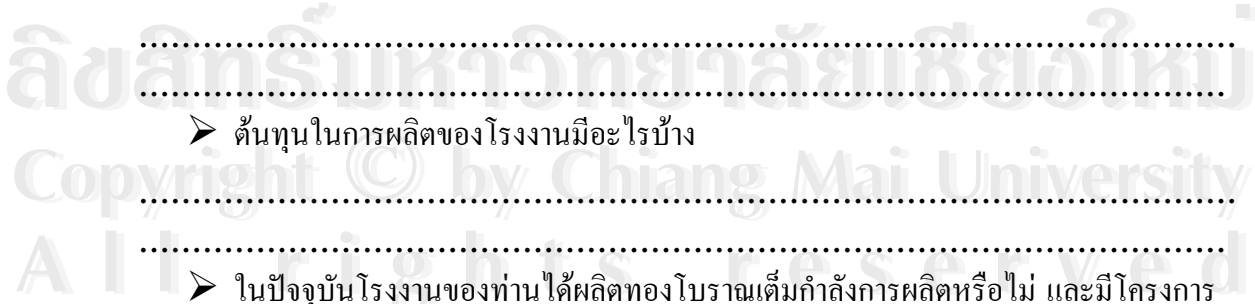 ........................................................................................
ลิขสิทธิ์มหาวิทยาลัยเชียงใหม่
.......................................................................................
➢ ต้นทุนในการผลิตของโรงงานมีอะไรบ้าง
Copyright © by Chiang Mai University
........................................................................................
.......................................................................................
All rights reserved
➢ ในปัจจุบันโรงงานของท่านได้ผลิตทองโบราณเต็มกำลังการผลิตหรือไม่ และมีโครงการ